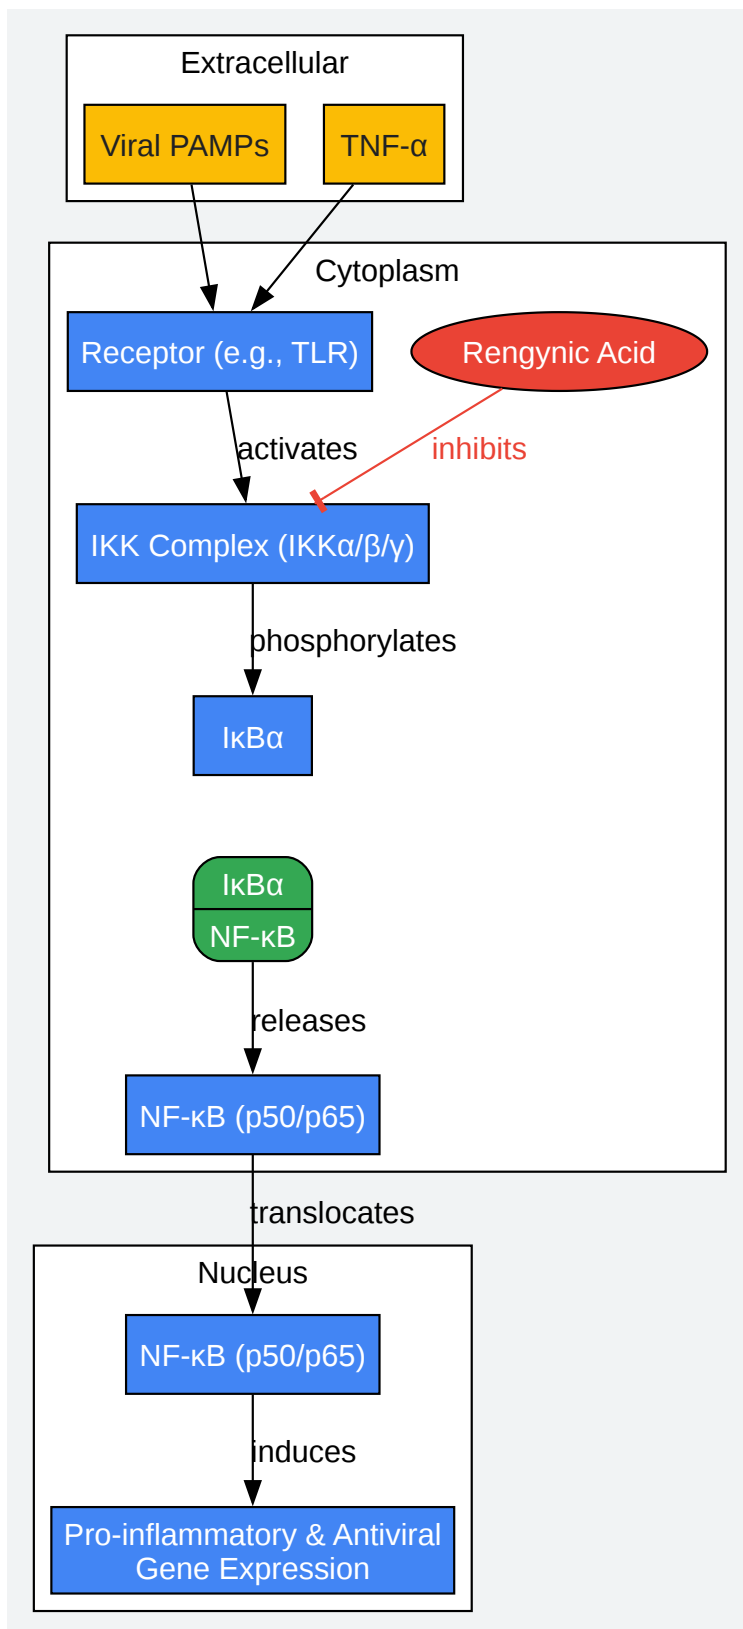 Extracellular
Viral PAMPs
TNF-α
Cytoplasm
Receptor (e.g., TLR)
Rengynic Acid
activates
inhibits
IKK Complex (IKKα/β/γ)
phosphorylates
IκBα
IκBα
NF-κB
releases
NF-κB (p50/p65)
translocates
Nucleus
NF-κB (p50/p65)
induces
Pro-inflammatory & Antiviral
Gene Expression